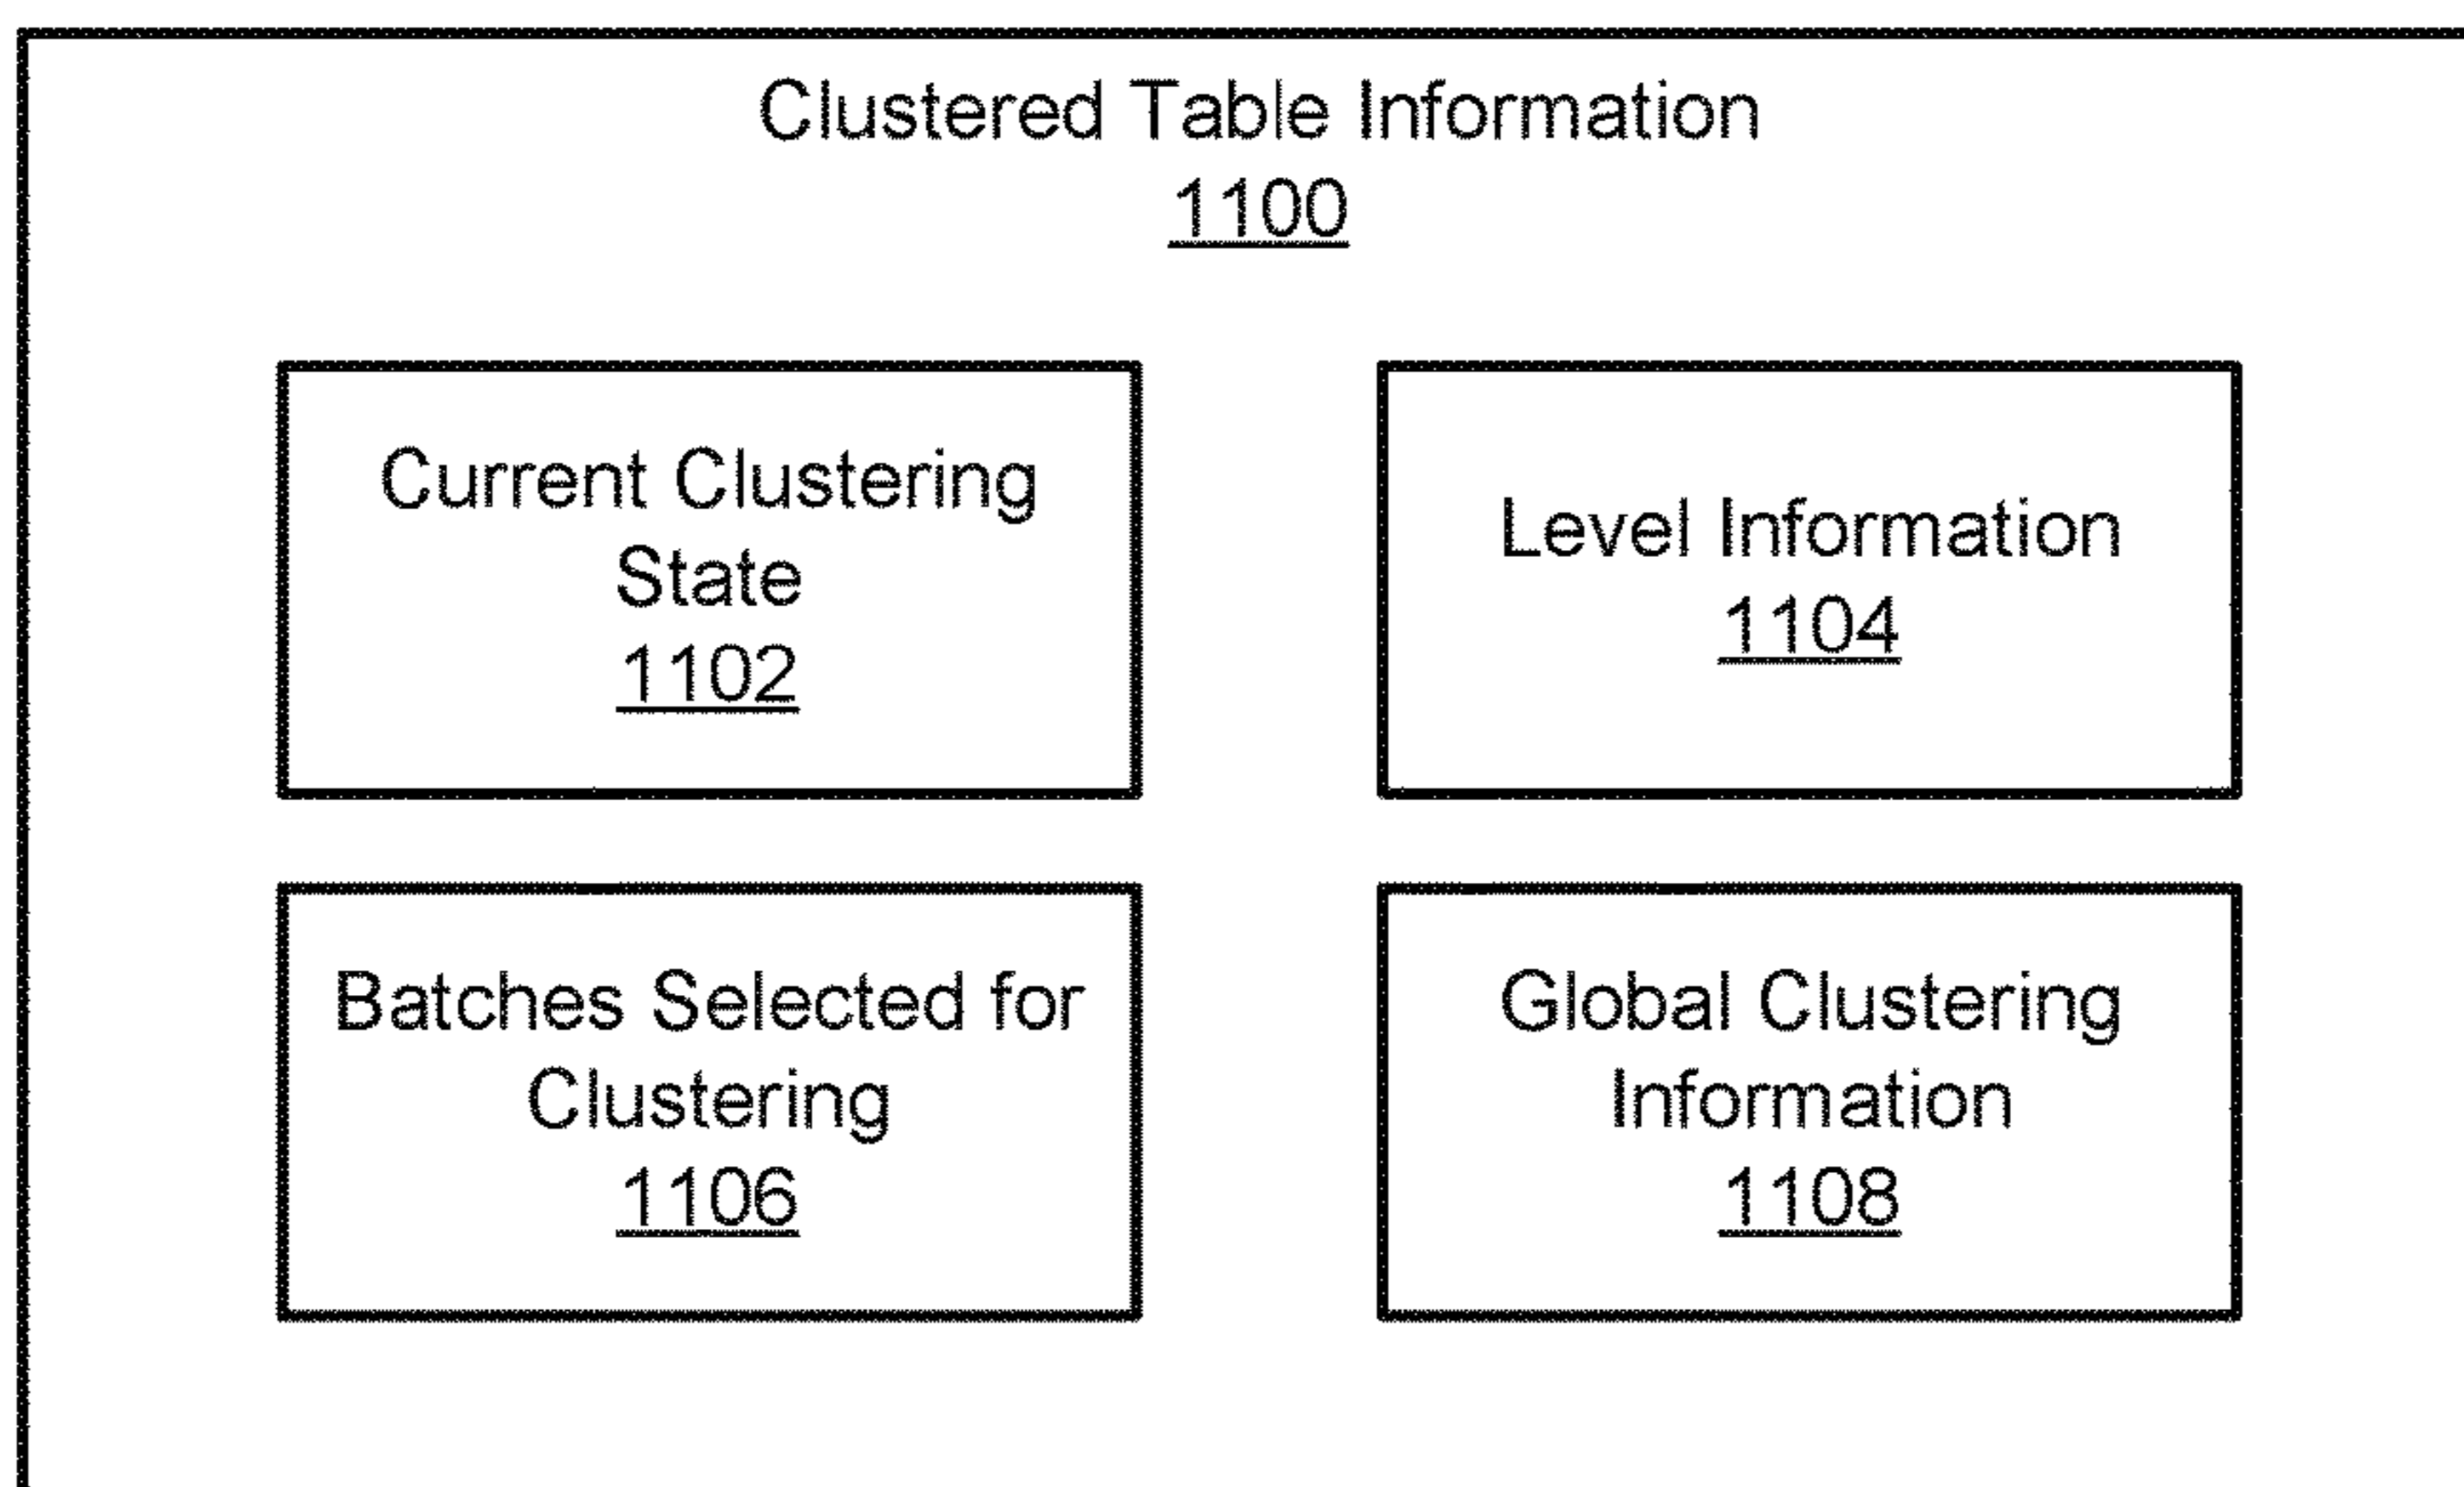 Clustered Table Information
1100
Current Clustering
State
1102
Level Information
1104
Batches Selected for
Clustering
1106
Global Clustering
Information
1108